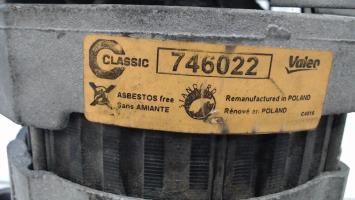 C CLASSIC 746022 Valeo
ASBESTOS free
Sans AMIANTE
Remanufactured in POLAND
Rénové en POLAND